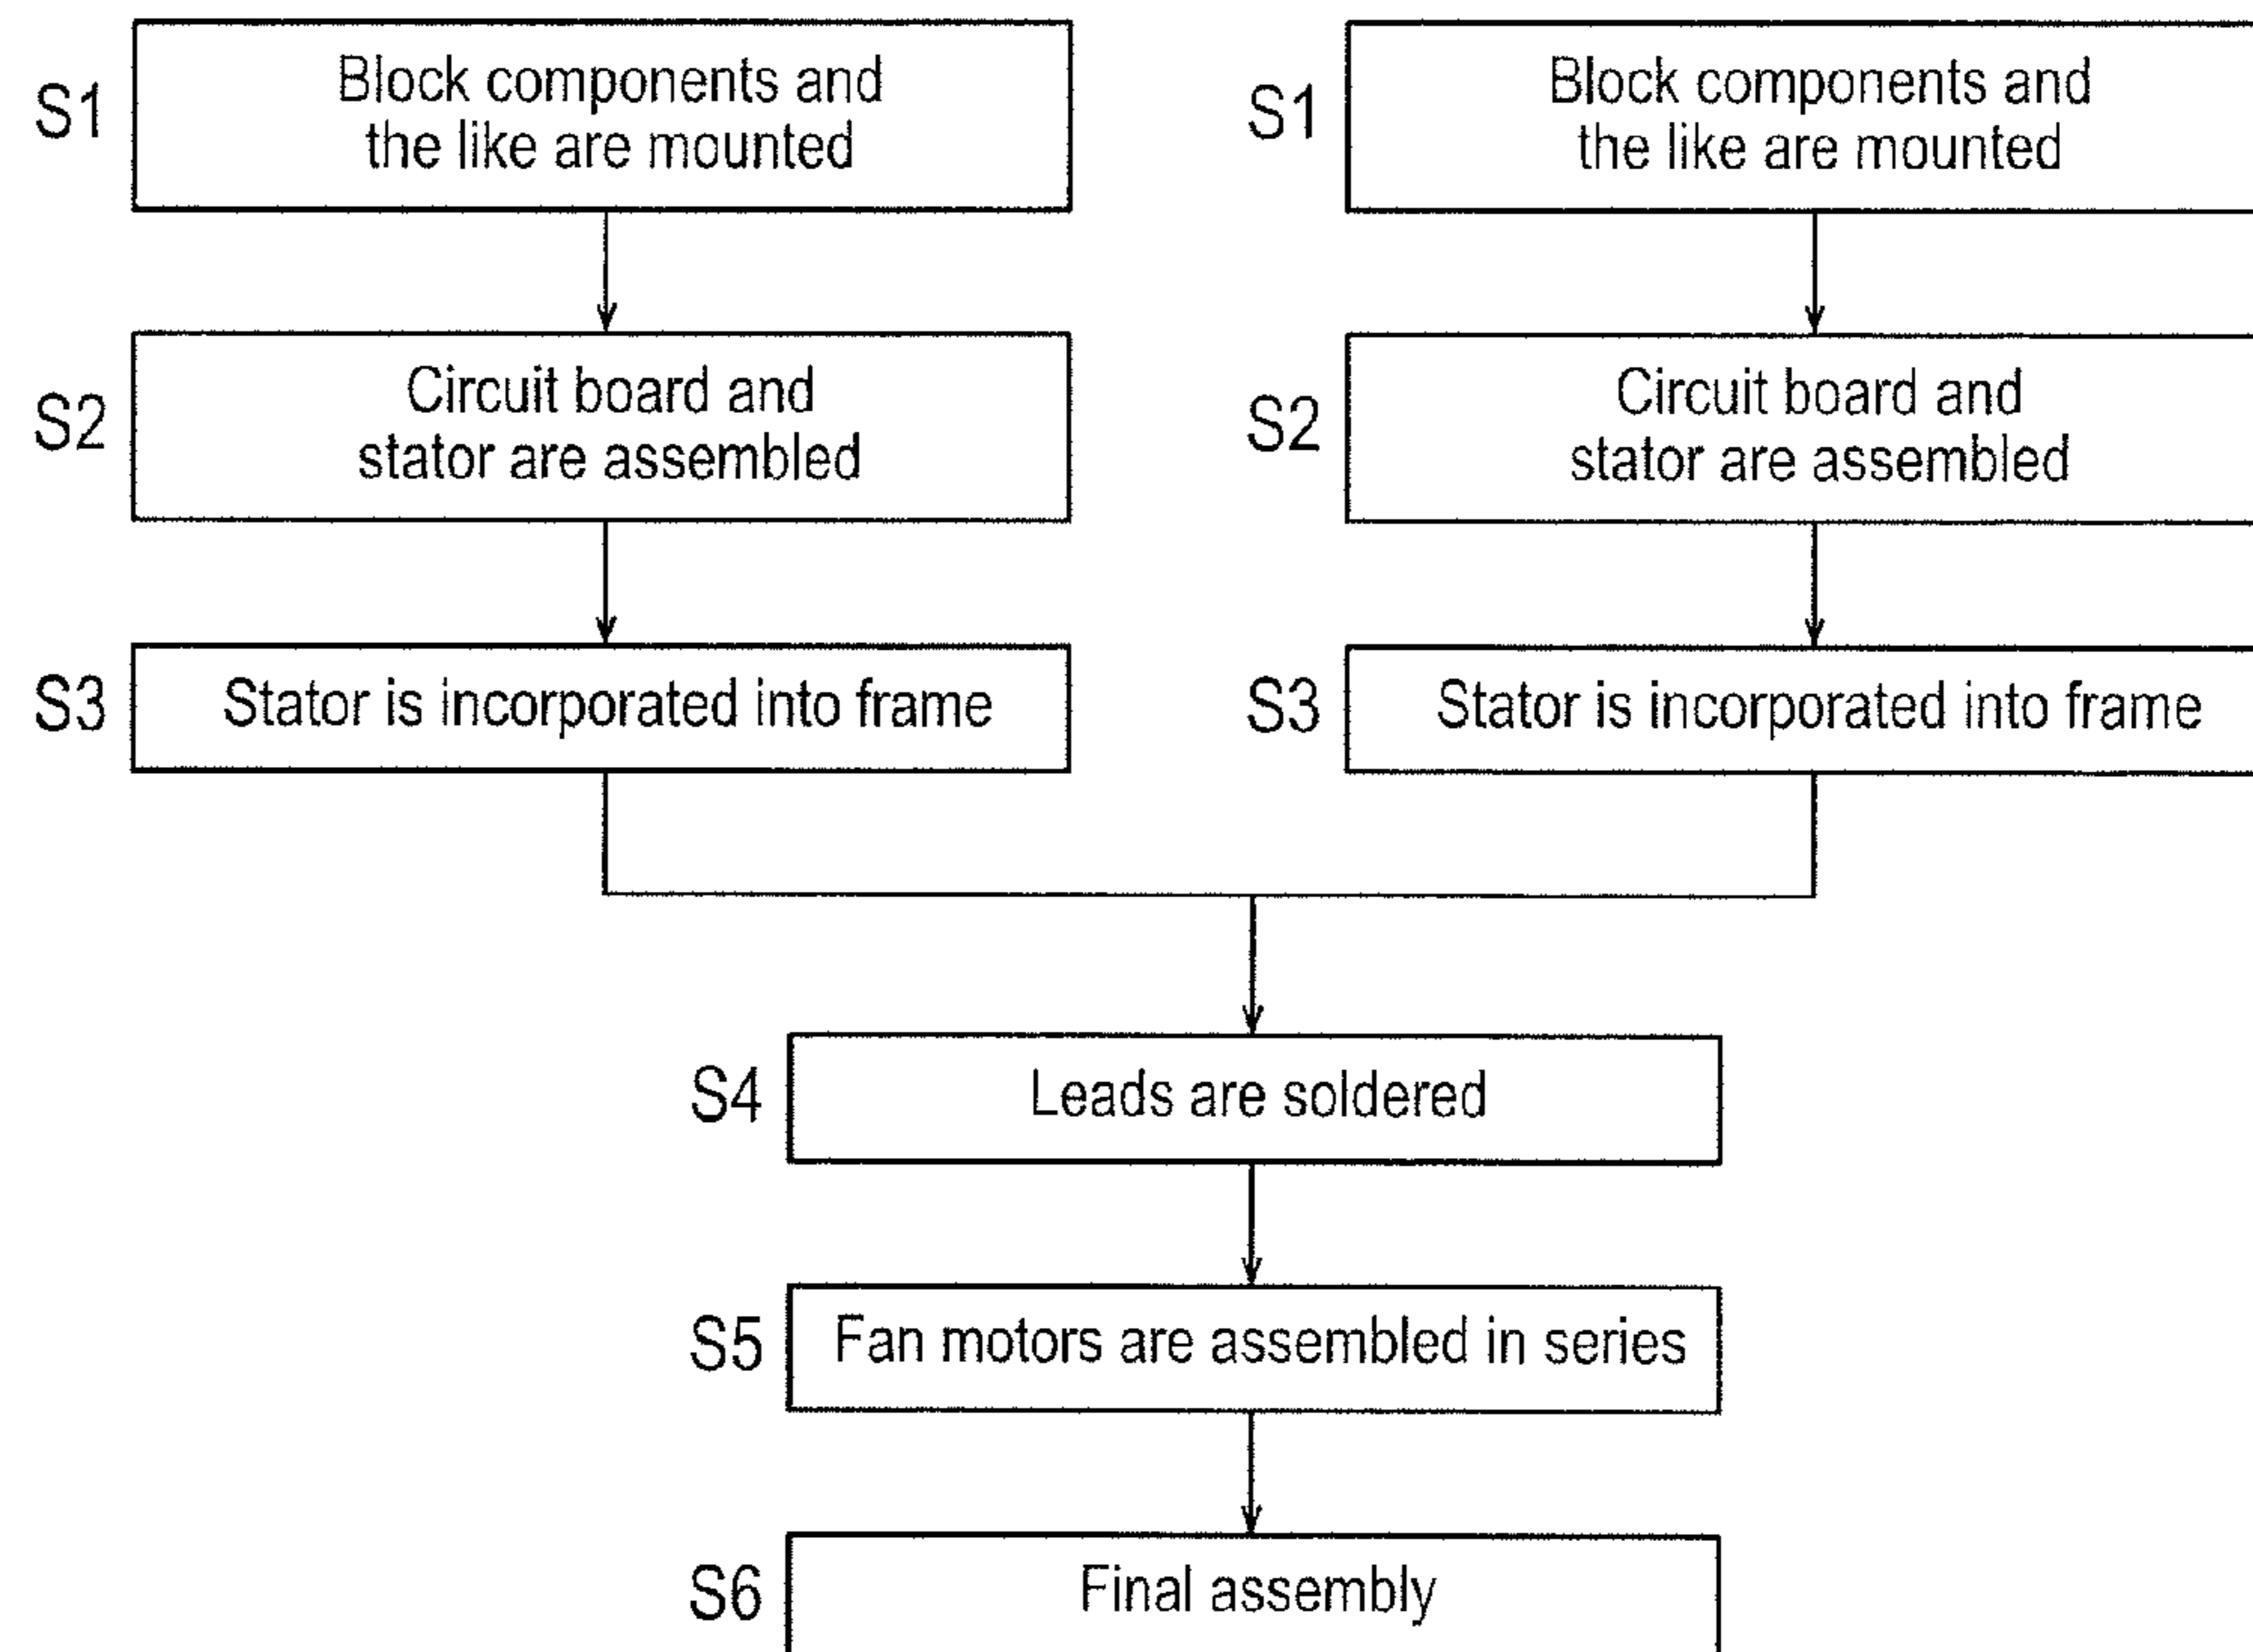 S1
Block components and
the like are mounted
S1
Block components and
the like are mounted
S2
Circuit board and
stator are assembled
S2
Circuit board and
stator are assembled
S3
Stator is incorporated into frame
S3
Stator is incorporated into frame
S4
Leads are soldered
S5
Fan motors are assembled in series
S6
Final assembly